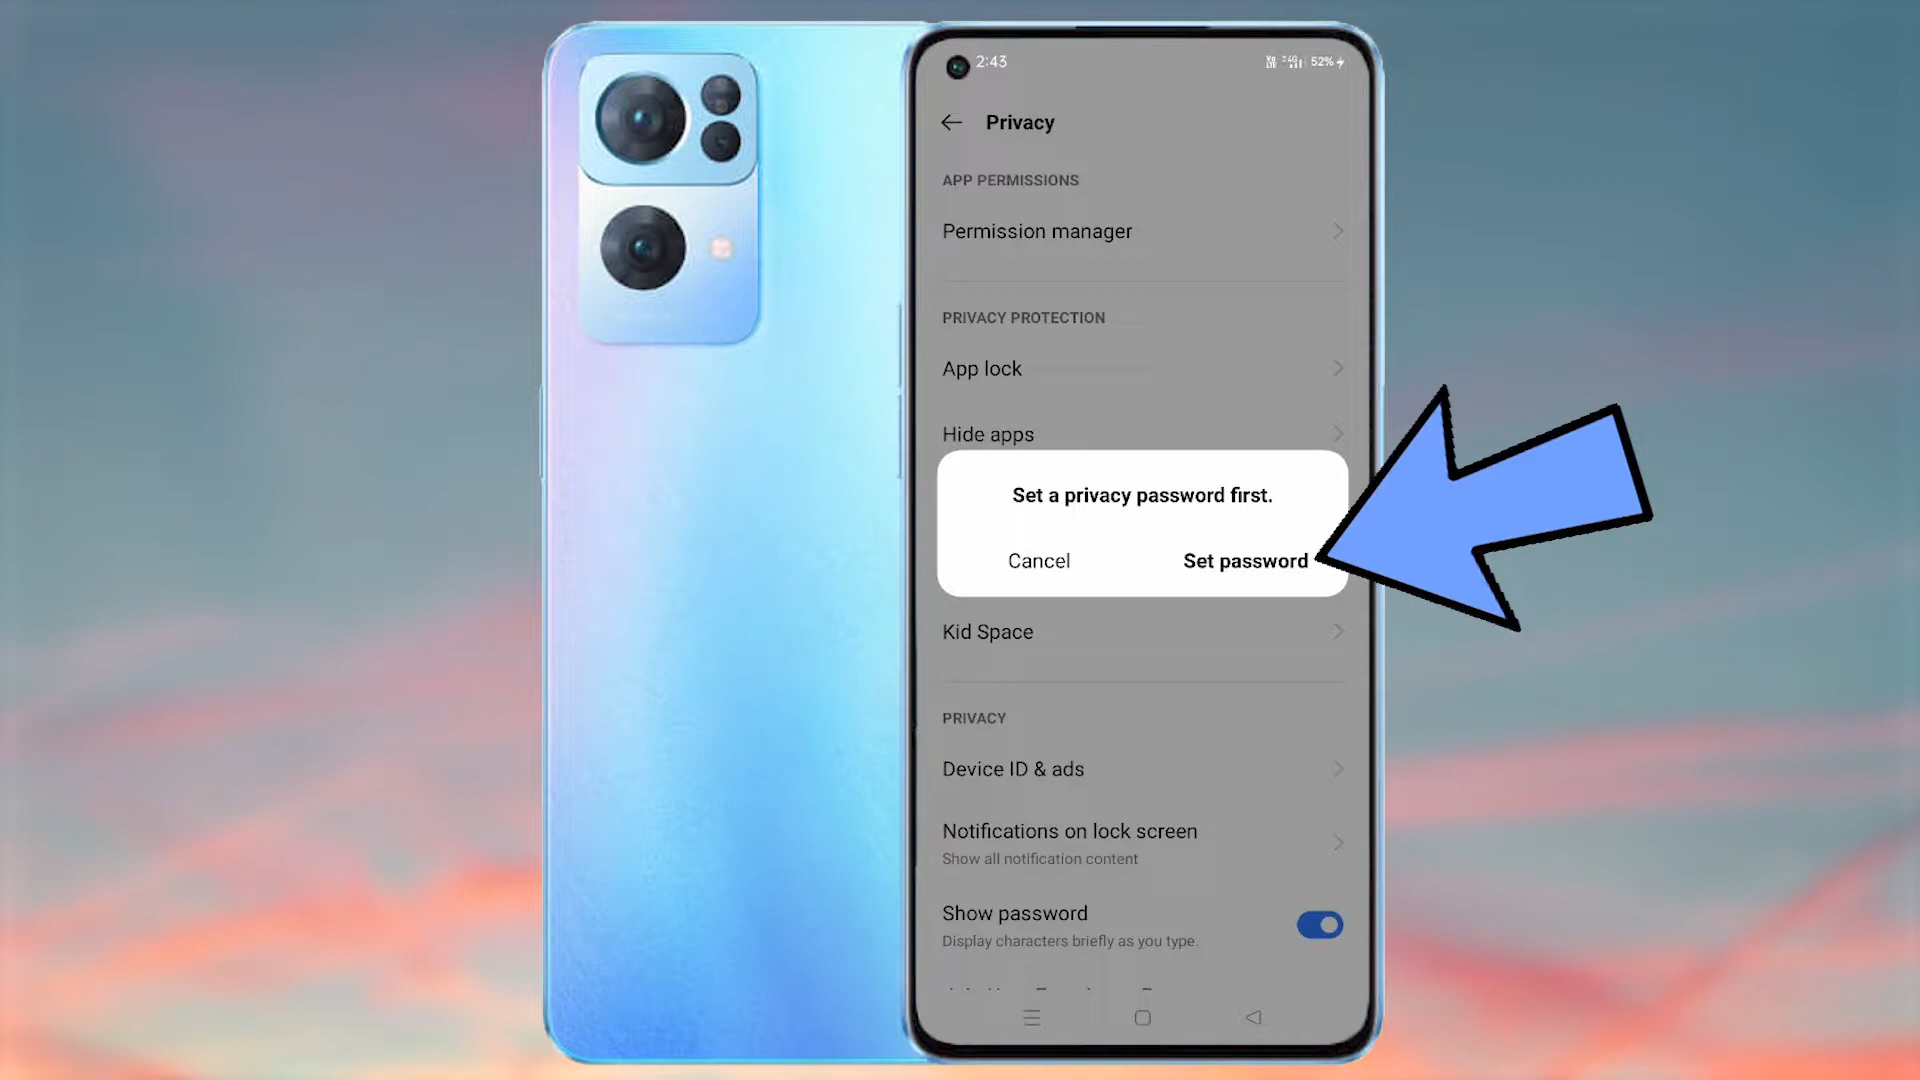 2:43
52%
Privacy
APP PERMISSIONS
Permission manager
PRIVACY PROTECTION
App lock
Hide apps
Set a privacy password first.
Cancel
Set password
Kid Space
PRIVACY
Device ID & ads
Notifications on lock screen
Show all notification content
Show password
Display characters briefly as you type.